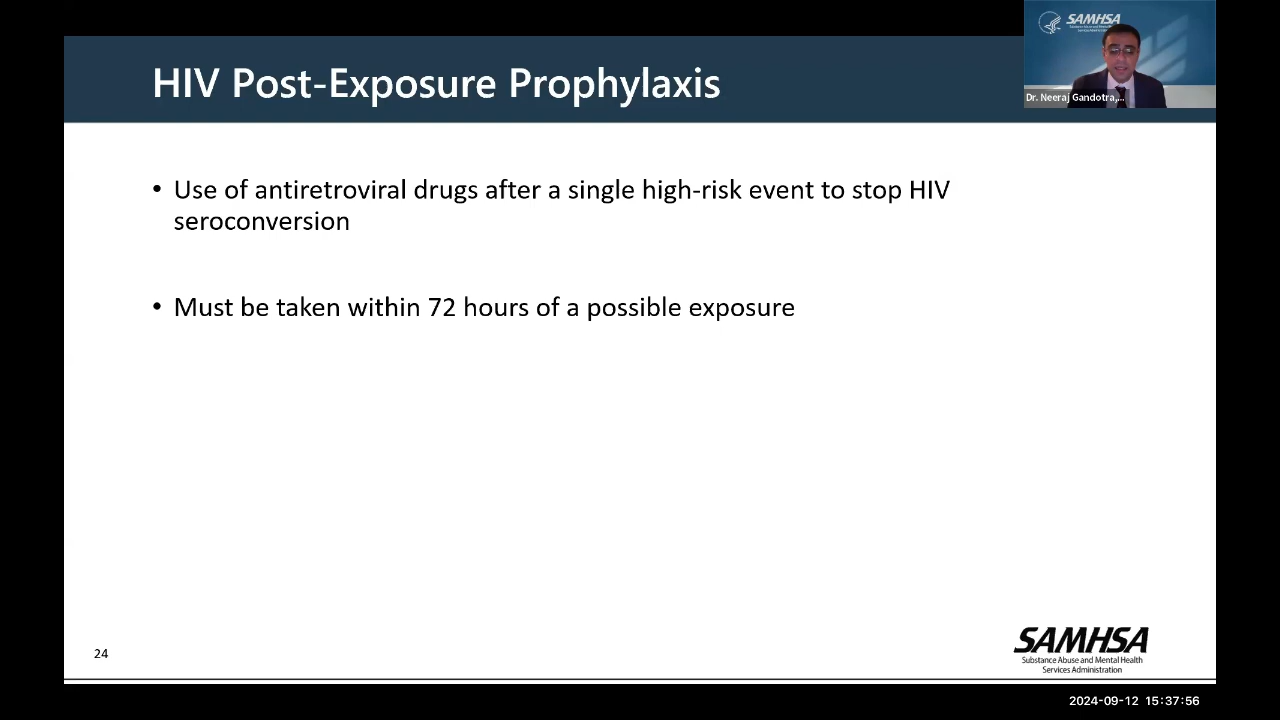 SAMHSA
Dr. Neeraj Gandotra,...
HIV Post-Exposure Prophylaxis
• Use of antiretroviral drugs after a single high-risk event to stop HIV
seroconversion
• Must be taken within 72 hours of a possible exposure
24
SAMHSA
Substance Abuse and Mental Health
Services Administration
2024-09-12 15:37:56